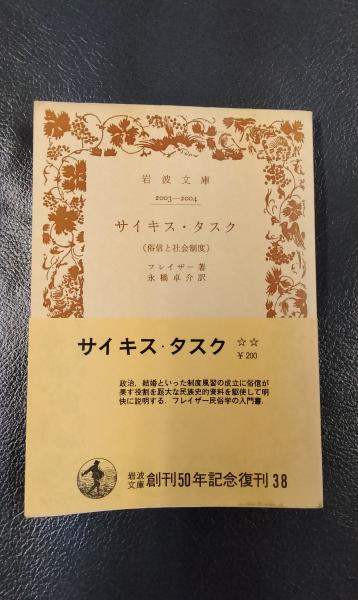 岩波文庫
2003—2004
サイキス・タスク
(俗信と社会制度)
フレイザー著
永橋卓介訳
サイキス・タスク ☆☆
¥200
政治、結婚といった制度風習の成立に俗信が
果す役割を厖大な民族史的資料を駆使して明
快に説明する．フレイザー民俗学の入門書．
岩波文庫 創刊50年記念復刊 38